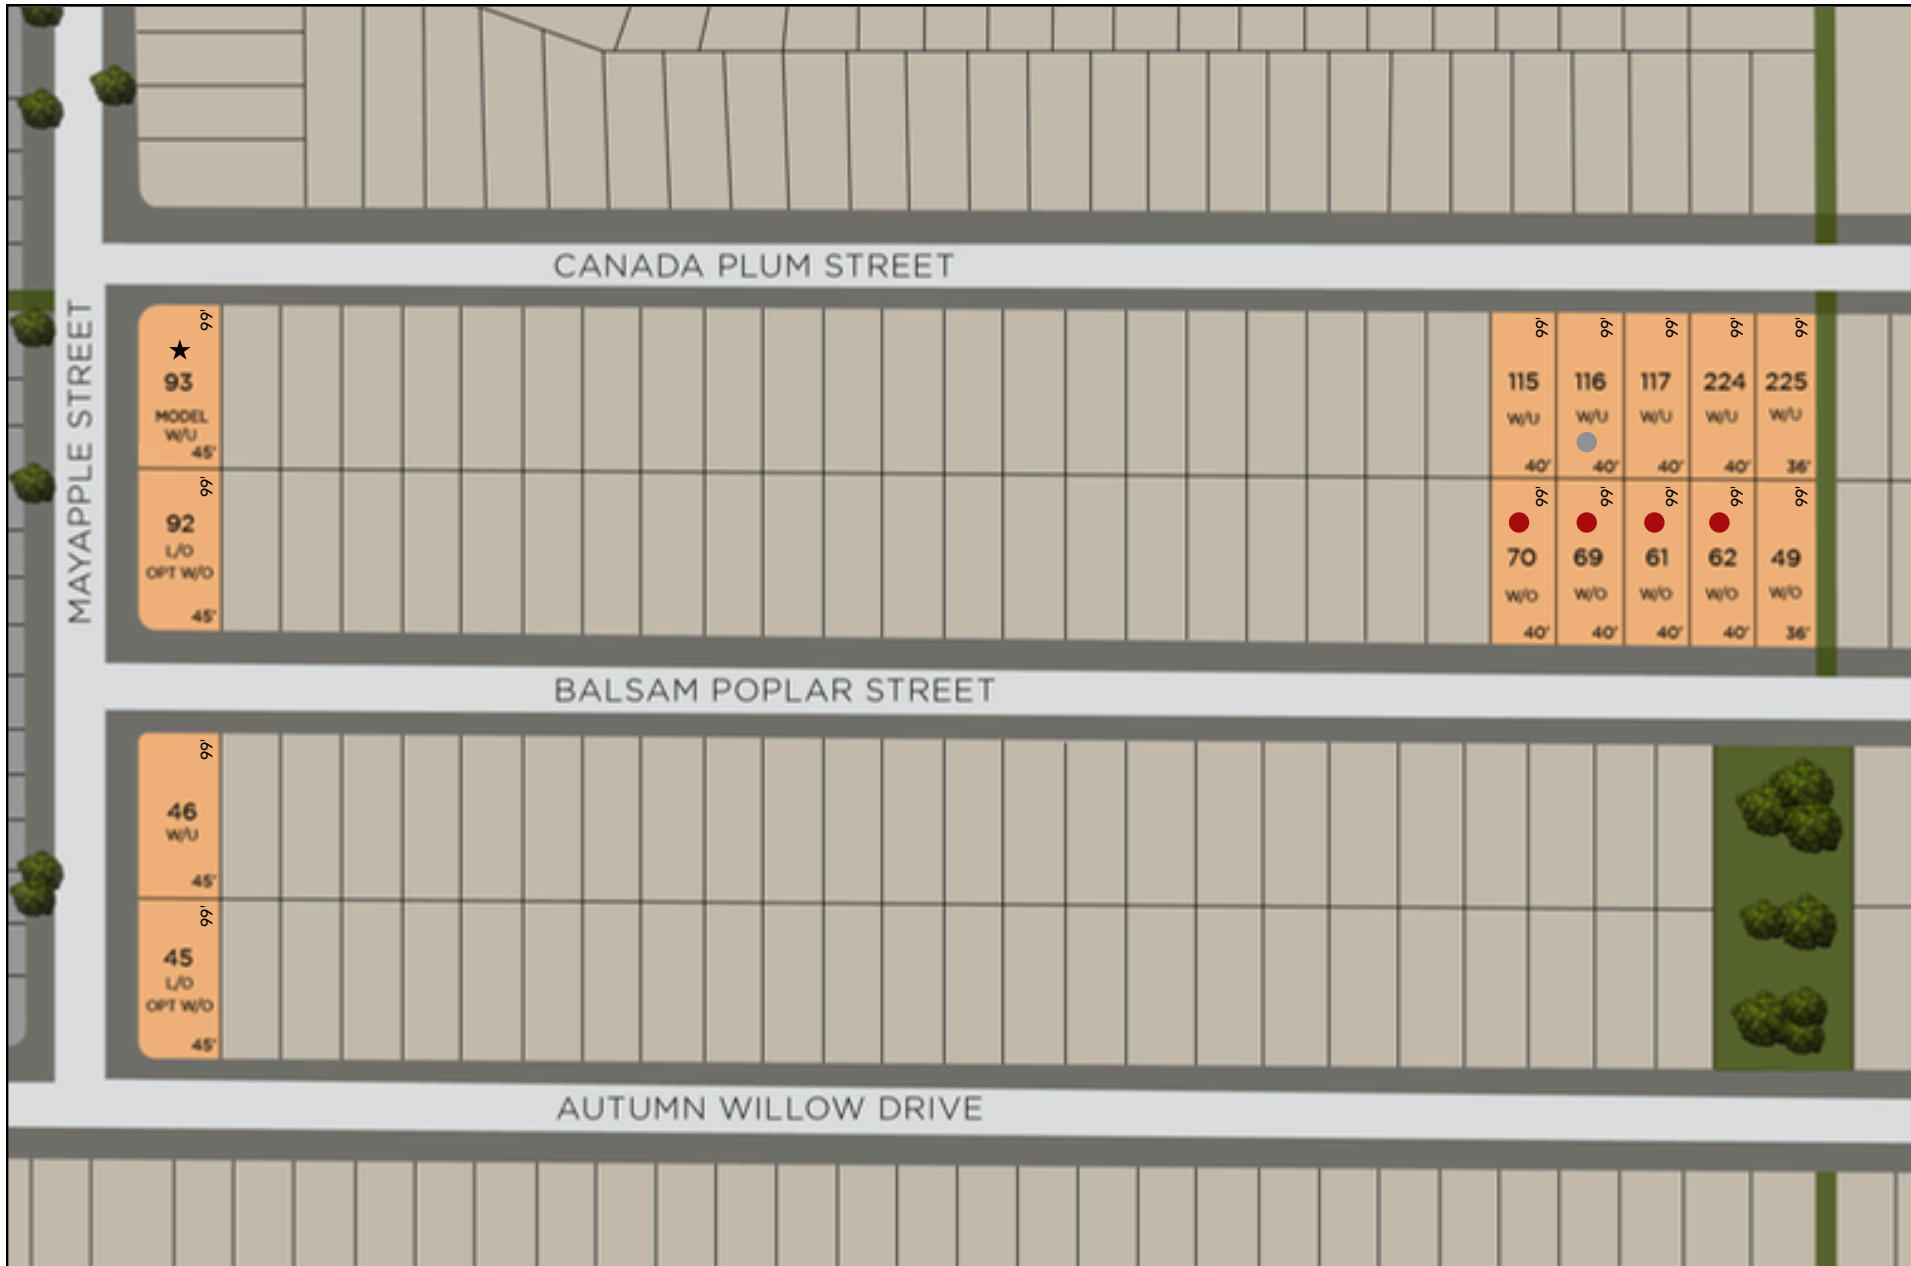 CANADA PLUM STREET
MAYAPPLE STREET
99'
93
MODEL
W/U
45'
99'
92
L/O
OPT W/O
45'
99' 99' 99' 99' 99'
115 116 117 224 225
W/U W/U W/U W/U W/U
40' 40' 40' 40' 36'
99' 99' 99' 99' 99'
70 69 61 62 49
W/O W/O W/O W/O W/O
40' 40' 40' 40' 36'
BALSAM POPLAR STREET
99'
46
W/U
45'
99'
45
L/O
OPT W/O
45'
AUTUMN WILLOW DRIVE